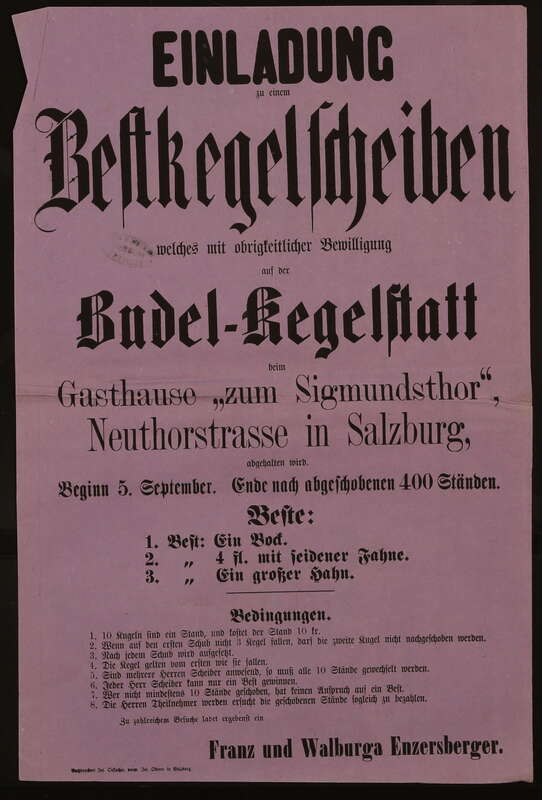 EINLADUNG
zu einem
Bestkegelscheiben
welches mit obrigkeitlicher Bewilligung
auf der
Budel-Kegelstatt
beim
Gasthause „zum Sigmundsthor“,
Neuthorstrasse in Salzburg,
abgehalten wird.
Beginn 5. September. Ende nach abgeschobenen 400 Ständen.
Beste:
1. Best: Ein Bock.
2. „ 4 fl. mit seidener Fahne.
3. „ Ein großer Hahn.
Bedingungen.
1. 10 Kugeln sind ein Stand, und kostet der Stand 10 kr.
2. Wenn auf den ersten Schub nicht 3 Kegel fallen, darf die zweite Kugel nicht nachgeschoben werden.
3. Nach jedem Schub wird aufgesetzt.
4. Die Kegel gelten vom ersten wie sie fallen.
5. Sind mehrere Herren Scheiber anwesend, so muß alle 10 Stände gewechselt werden.
6. Jeder Herr Scheiber kann nur ein Best gewinnen.
7. Wer nicht mindestens 10 Stände geschoben, hat keinen Anspruch auf ein Best.
8. Die Herren Theilnehmer werden ersucht die geschobenen Stände sogleich zu bezahlen.
Zu zahlreichem Besuche ladet ergebenst ein
Franz und Walburga Enzersberger.
in Salzburg.